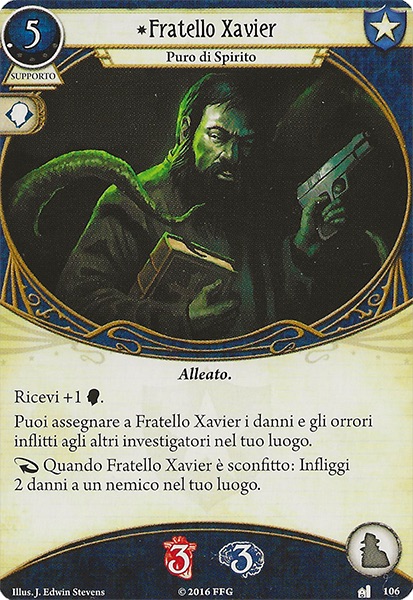 5
Fratello Xavier
SUPPORTO
Puro di Spirito
Alleato.
Ricevi +1 .
Puoi assegnare a Fratello Xavier i danni e gli orrori
inflitti agli altri investigatori nel tuo luogo.
Quando Fratello Xavier è sconfitto: Infliggi
2 danni a un nemico nel tuo luogo.
3
3
Illus. J. Edwin Stevens
© 2016 FFG
106